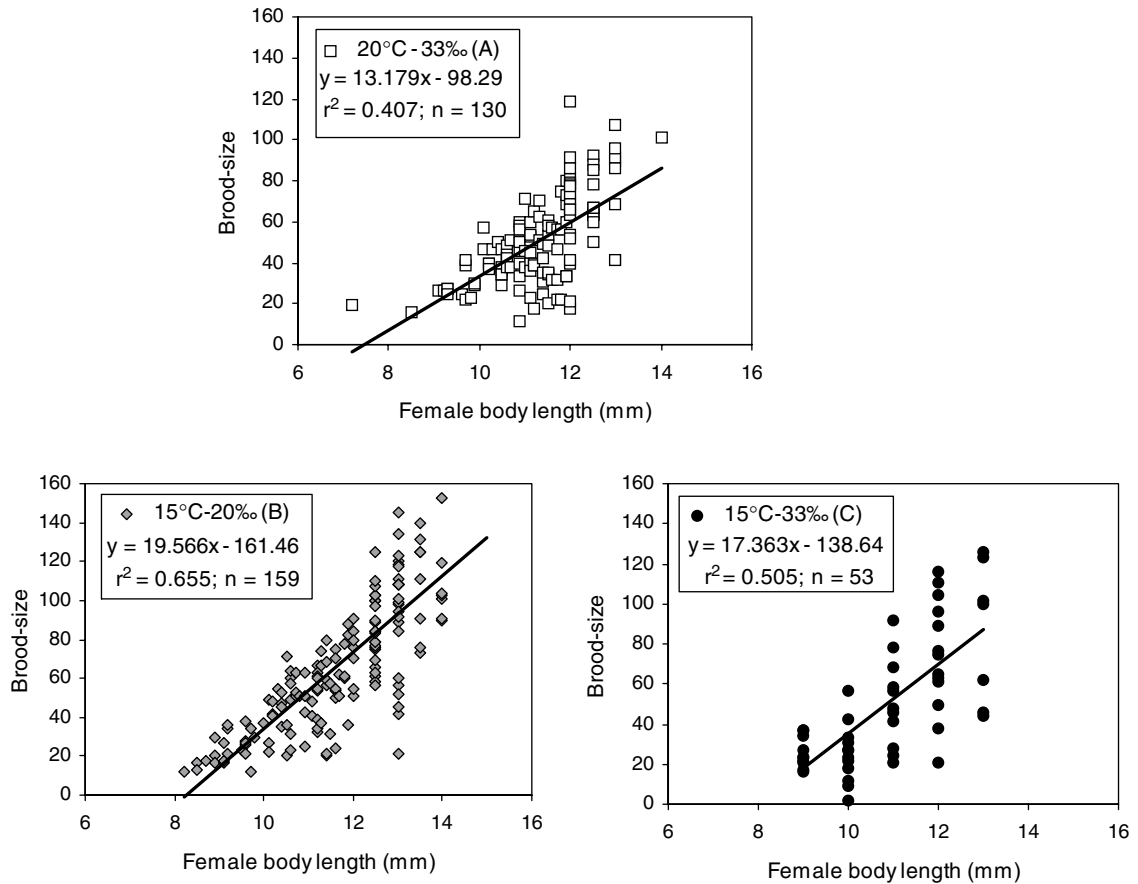 160
140
120
100
80
60
40
20
0
Brood-size
20°C-33‰ (A)
y = 13.179x - 98.29
r² = 0.407; n = 130
6 8 10 12 14 16
Female body length (mm)
160
140
120
100
80
60
40
20
0
Brood-size
15°C-20‰ (B)
y = 19.566x - 161.46
r² = 0.655; n = 159
6 8 10 12 14 16
Female body length (mm)
160
140
120
100
80
60
40
20
0
Brood-size
15°C-33‰ (C)
y = 17.363x - 138.64
r² = 0.505; n = 53
6 8 10 12 14 16
Female body length (mm)